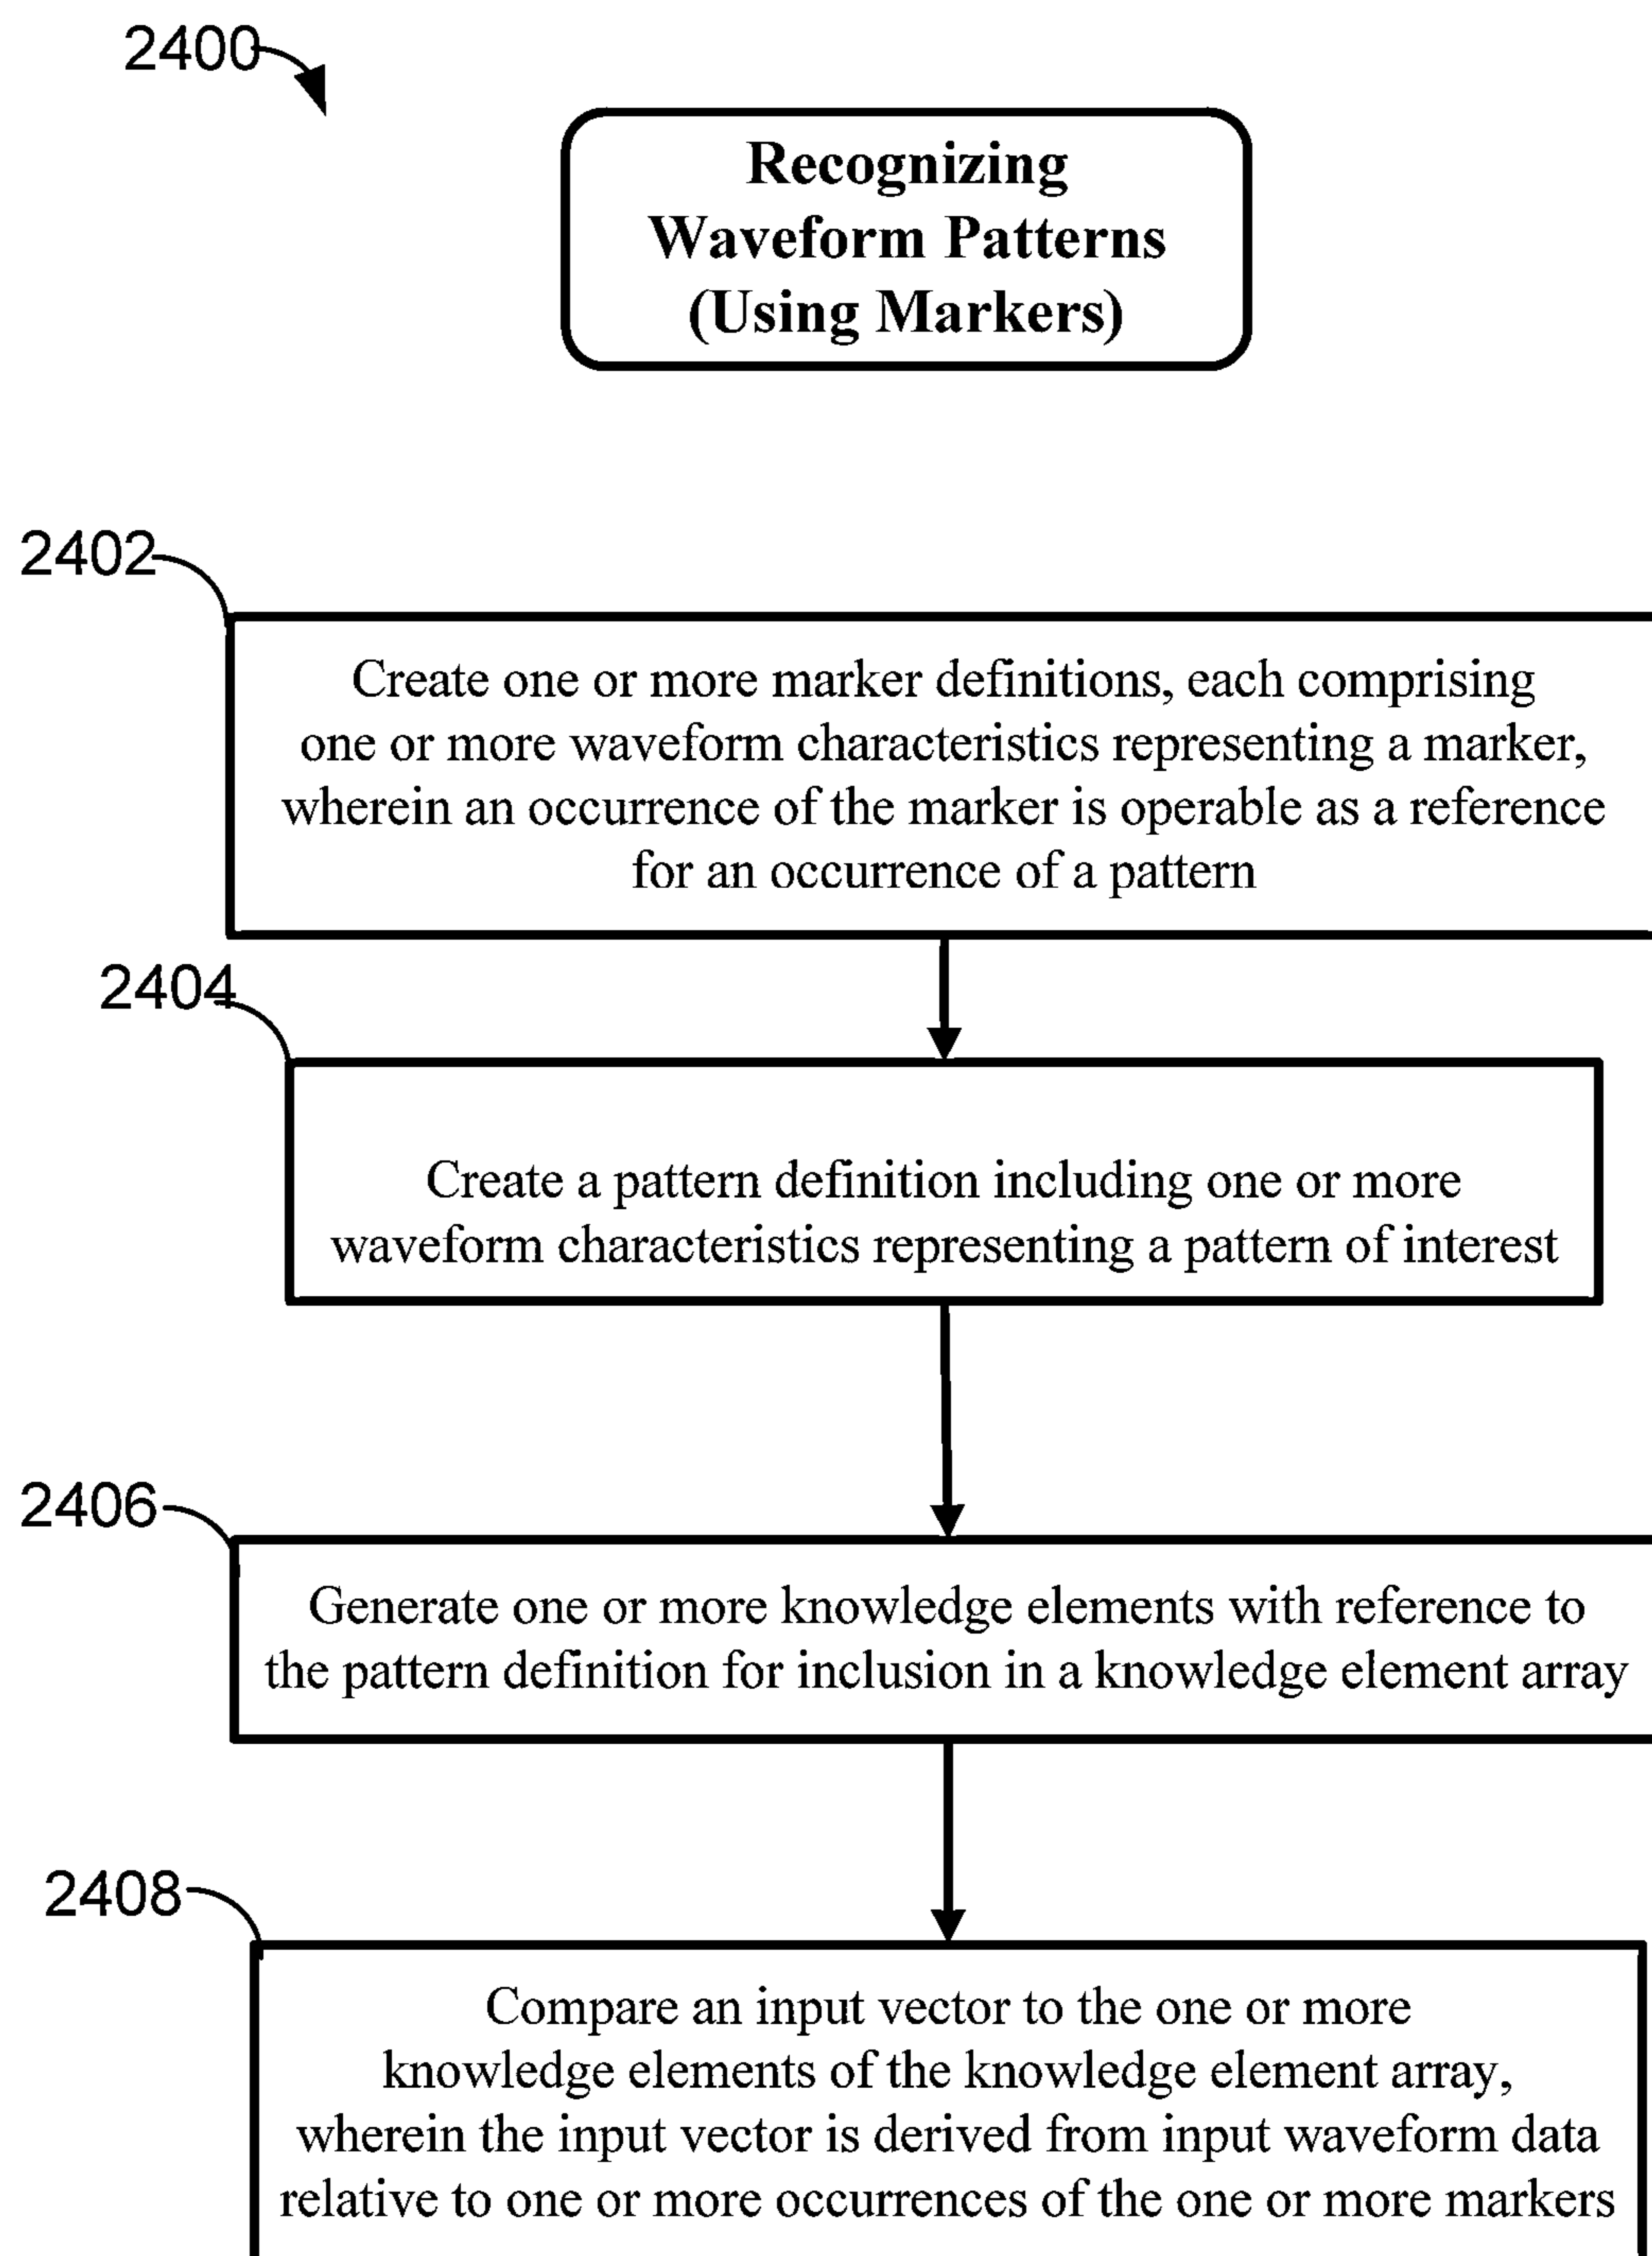 2400
Recognizing
Waveform Patterns
(Using Markers)
2402
Create one or more marker definitions, each comprising
one or more waveform characteristics representing a marker,
wherein an occurrence of the marker is operable as a reference
for an occurrence of a pattern
2404
Create a pattern definition including one or more
waveform characteristics representing a pattern of interest
2406
Generate one or more knowledge elements with reference to
the pattern definition for inclusion in a knowledge element array
2408
Compare an input vector to the one or more
knowledge elements of the knowledge element array,
wherein the input vector is derived from input waveform data
relative to one or more occurrences of the one or more markers